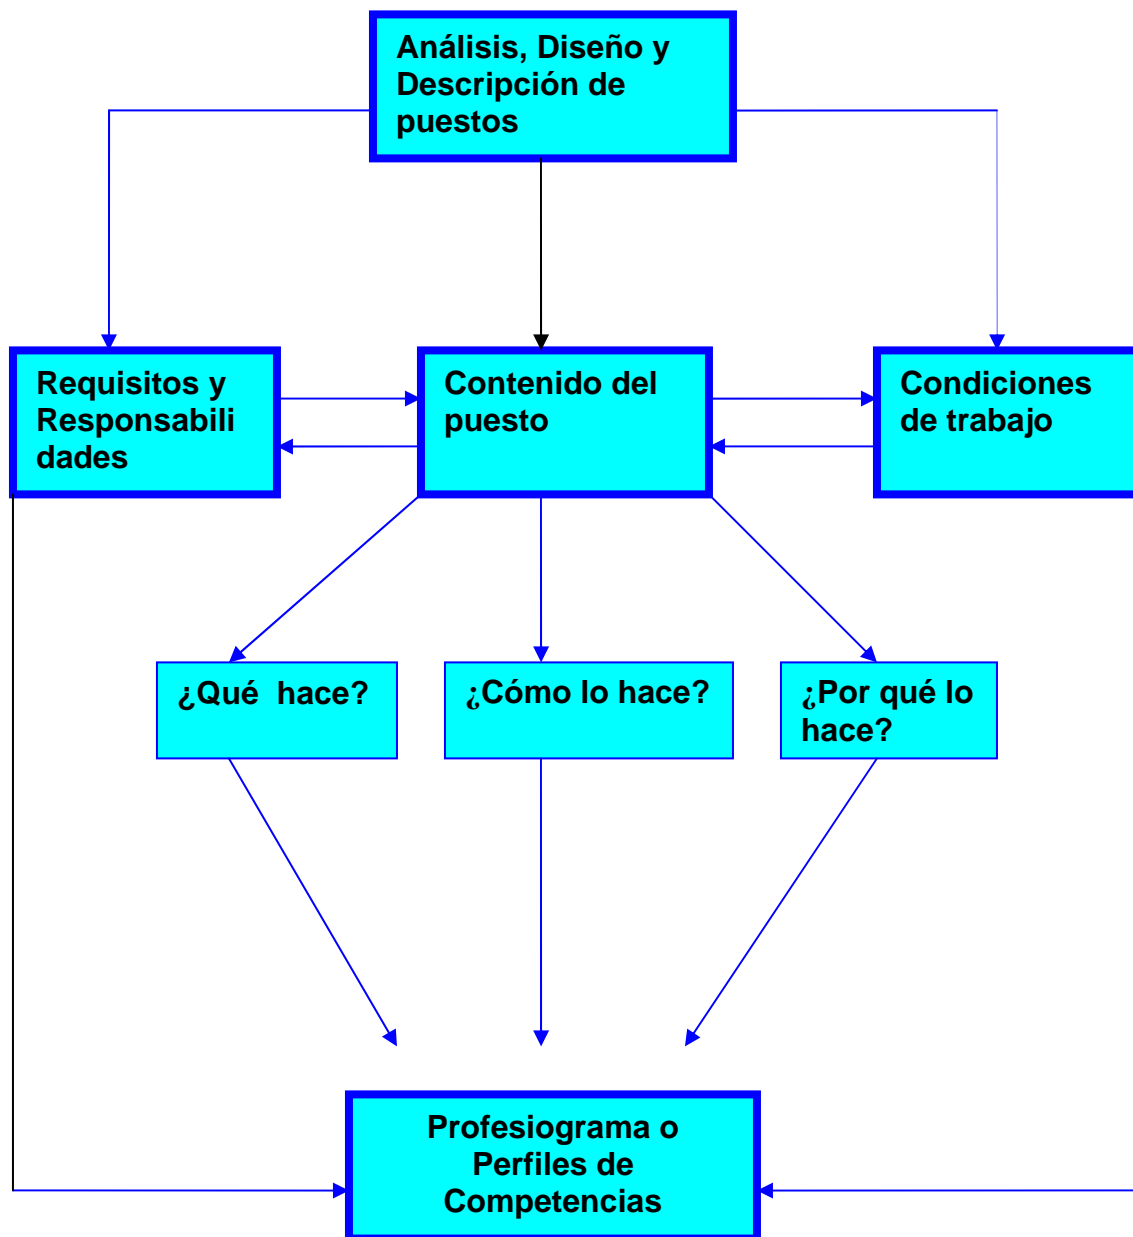 Análisis, Diseño y
Descripción de
puestos
Requisitos y
Responsabili
dades
Contenido del
puesto
Condiciones
de trabajo
¿Qué  hace?
¿Cómo lo hace?
¿Por qué lo
hace?
Profesiograma o
Perfiles de
Competencias